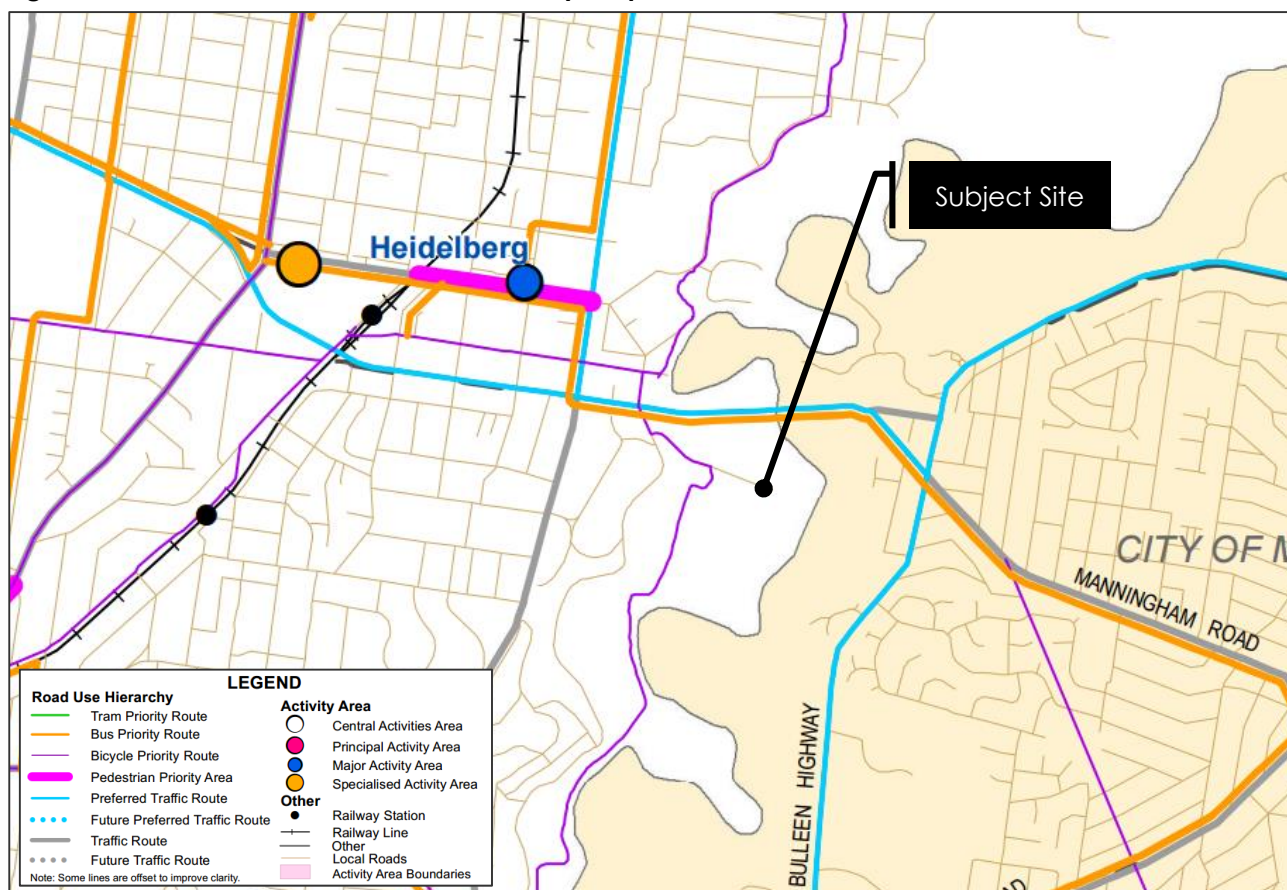 Subject Site
Heidelberg
CITY OF M
MANNINGHAM ROAD
BULLEEN HIGHWAY
LEGEND
Road Use Hierarchy
Tram Priority Route
Bus Priority Route
Bicycle Priority Route
Pedestrian Priority Area
Preferred Traffic Route
Future Preferred Traffic Route
Traffic Route
Future Traffic Route
Note: Some lines are offset to improve clarity.
Activity Area
Central Activities Area
Principal Activity Area
Major Activity Area
Specialised Activity Area
Other
Railway Station
Railway Line
Other
Local Roads
Activity Area Boundaries